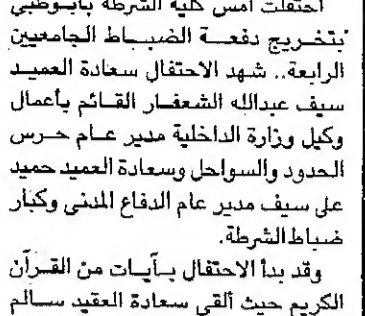 احتفلت أمس كلية الشرطة بأبوظبي
بتخريج دفعة الضباط الجامعيين
الرابعة.. شهد الاحتفال سعادة العميد
سيف عبدالله الشعفار القائم بأعمال
وكيل وزارة الداخلية مدير عام حرس
الحدود والسواحل وسعادة العميد حميد
على سيف مدير عام الدفاع المدنى وكبار
ضباط الشرطة.
وقد بدأ الاحتفال بآيات من القرآن
الكريم حيث ألقى سعادة العقيد سالم